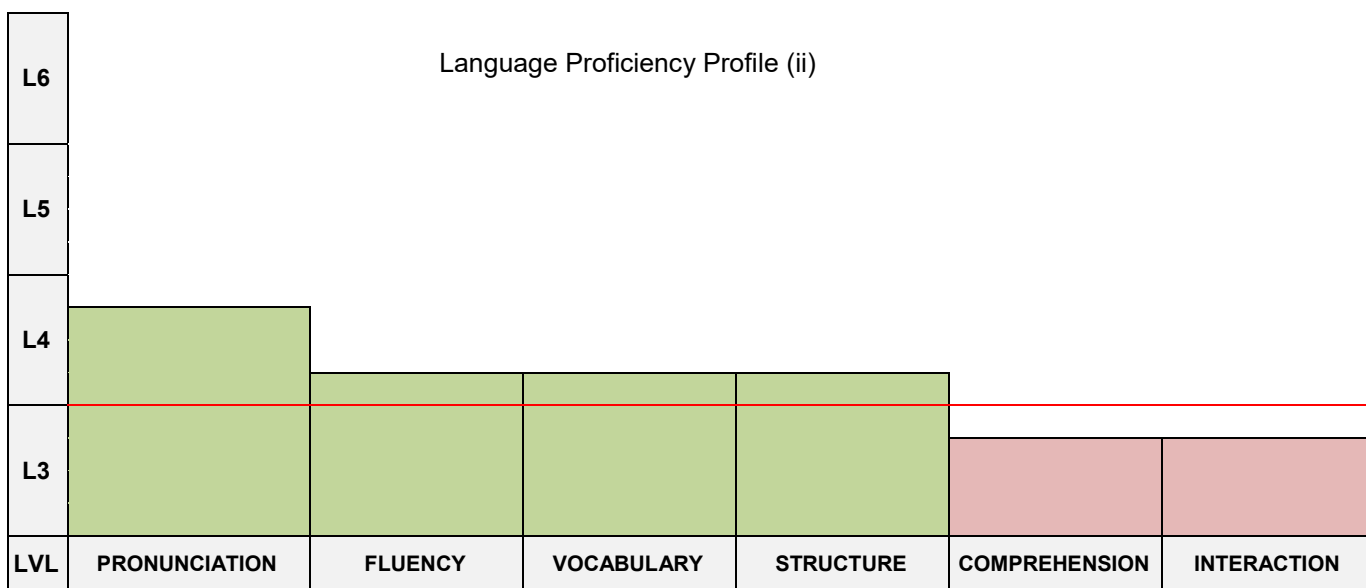 Language Proficiency Profile (ii)
L6
L5
L4
L3
LVL PRONUNCIATION FLUENCY VOCABULARY STRUCTURE COMPREHENSION INTERACTION